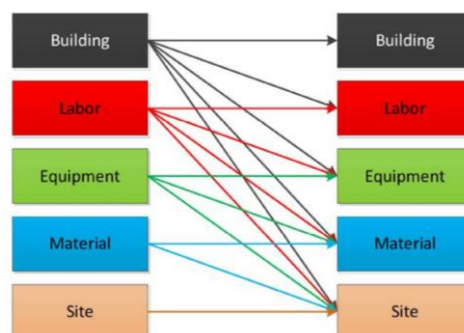 Building
Building
Labor
Labor
Equipment
Equipment
Material
Material
Site
Site